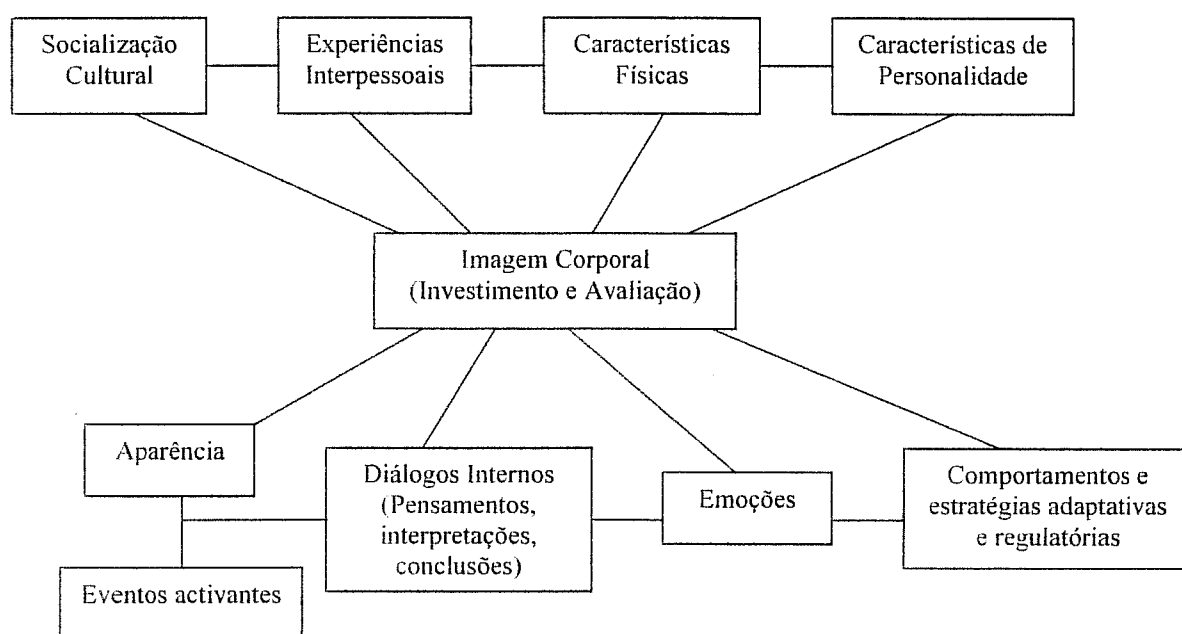 Socialização
Cultural
Experiências
Interpessoais
Características
Físicas
Características de
Personalidade
Imagem Corporal
(Investimento e Avaliação)
Aparência
Diálogos Internos
(Pensamentos,
interpretações,
conclusões)
Emoções
Comportamentos e
estratégias adaptativas
e regulatórias
Eventos activantes